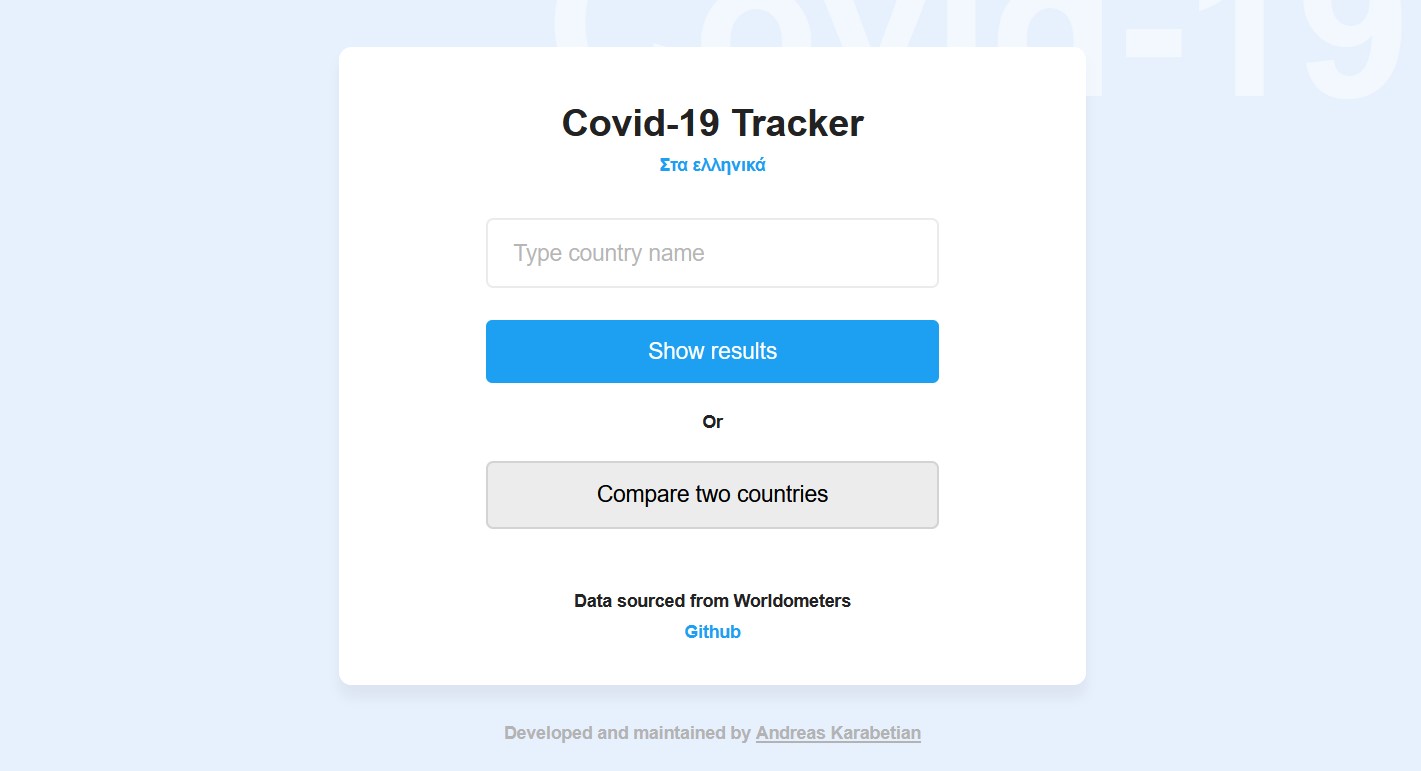 Covid-19
Covid-19 Tracker
Στα ελληνικά
Type country name
Show results
Or
Compare two countries
Data sourced from Worldometers
Github
Developed and maintained by Andreas Karabetian